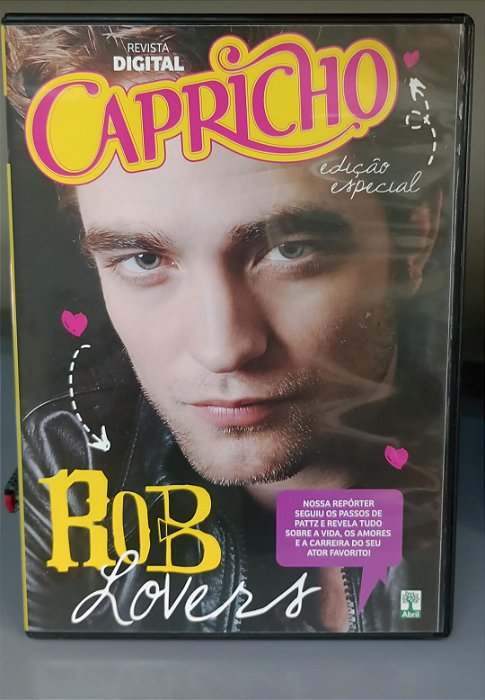 REVISTA
DIGITAL
CAPRICHO
edição
especial
ROB
Lovers
NOSSA REPÓRTER
SEGUIU OS PASSOS DE
PATTZ E REVELA TUDO
SOBRE A VIDA, OS AMORES
E A CARREIRA DO SEU
ATOR FAVORITO!
Abril